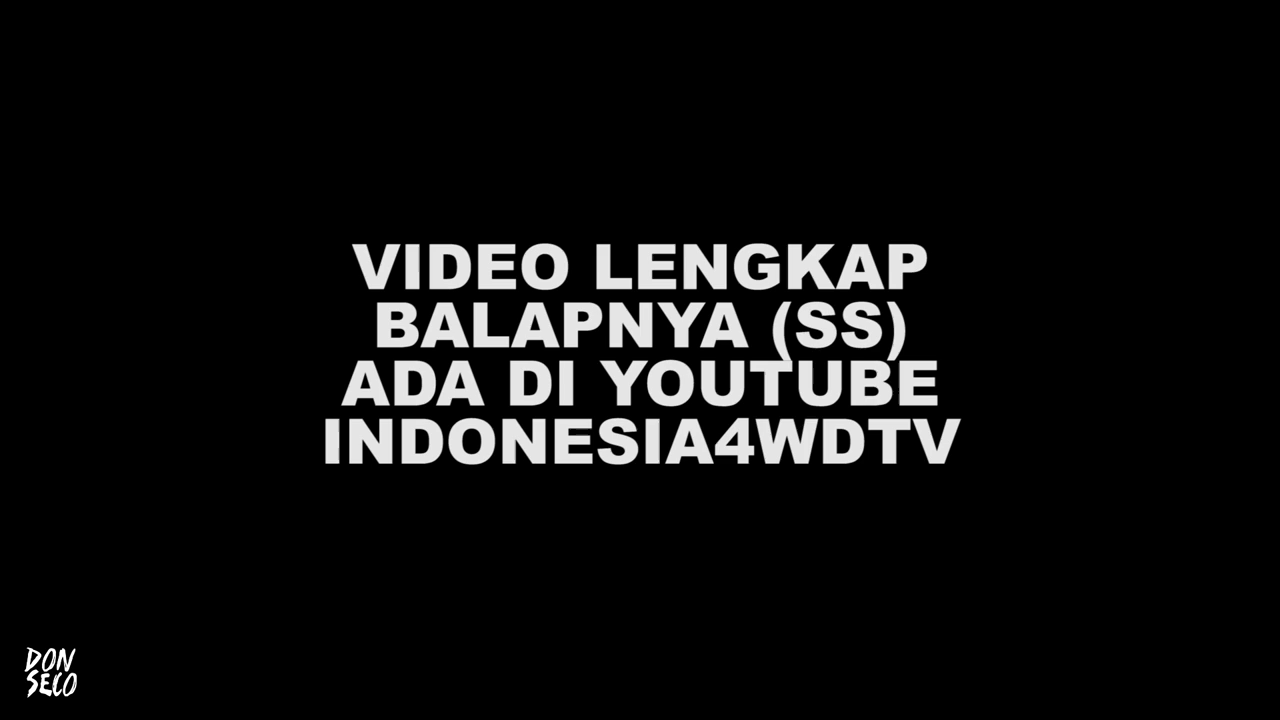 VIDEO LENGKAP
BALAPNYA (SS)
ADA DI YOUTUBE
INDONESIA4WDTV
DON
SECO